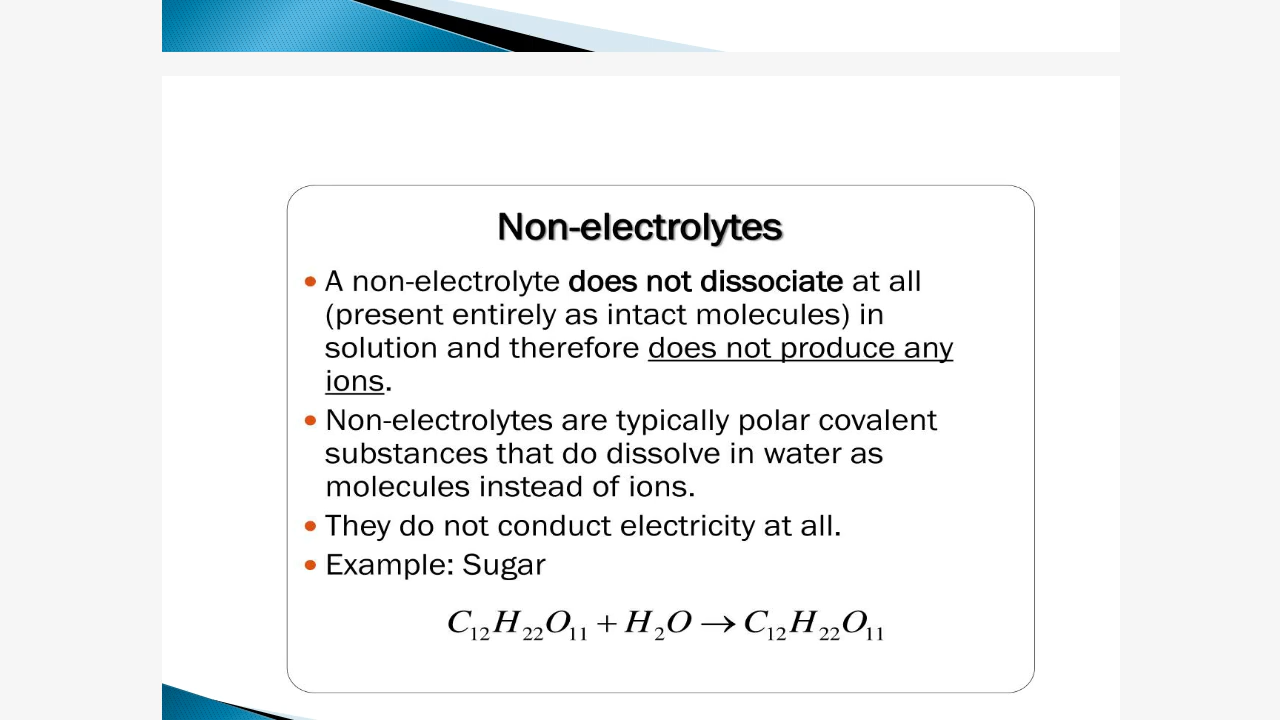 Non-electrolytes
• A non-electrolyte does not dissociate at all
(present entirely as intact molecules) in
solution and therefore does not produce any
ions.
• Non-electrolytes are typically polar covalent
substances that do dissolve in water as
molecules instead of ions.
• They do not conduct electricity at all.
• Example: Sugar
C₁₂H₂₂O₁₁ + H₂O → C₁₂H₂₂O₁₁